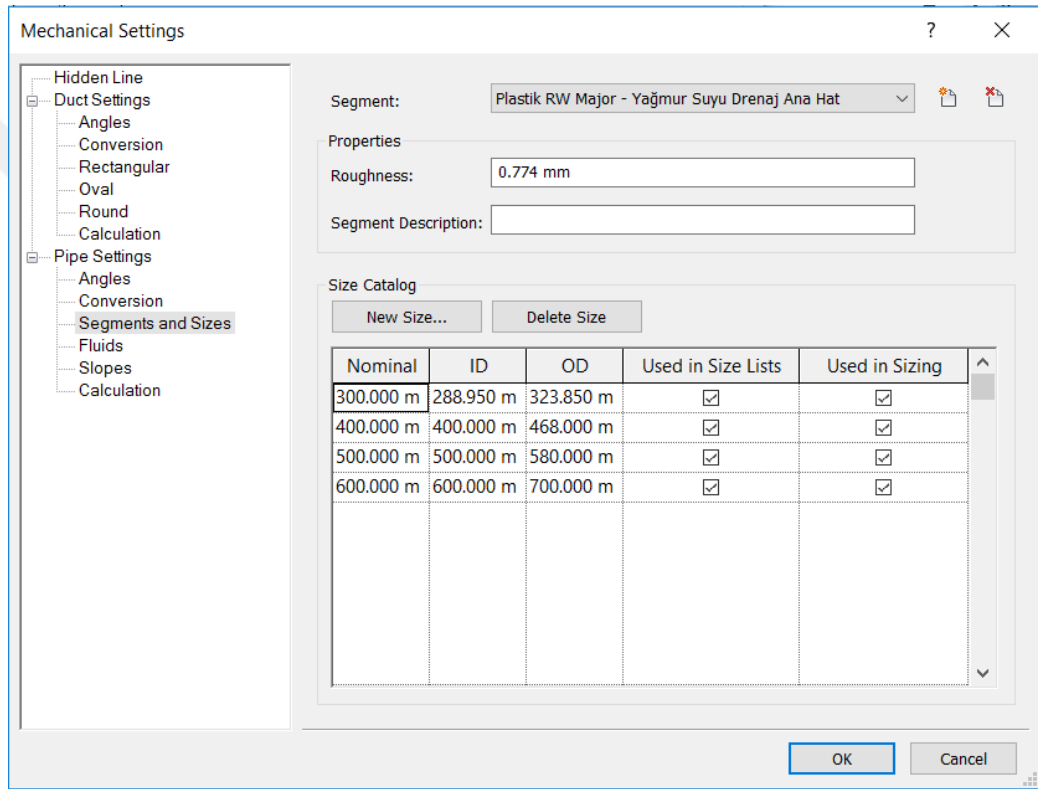 Mechanical Settings
?
Hidden Line
Duct Settings
Angles
Conversion
Rectangular
Oval
Round
Calculation
Pipe Settings
Angles
Conversion
Segments and Sizes
Fluids
Slopes
Calculation
Segment: Plastik RW Major - Yağmur Suyu Drenaj Ana Hat
Properties
Roughness: 0.774 mm
Segment Description:
Size Catalog
New Size... Delete Size
Nominal ID OD Used in Size Lists Used in Sizing
300.000 m 288.950 m 323.850 m
400.000 m 400.000 m 468.000 m
500.000 m 500.000 m 580.000 m
600.000 m 600.000 m 700.000 m
OK Cancel